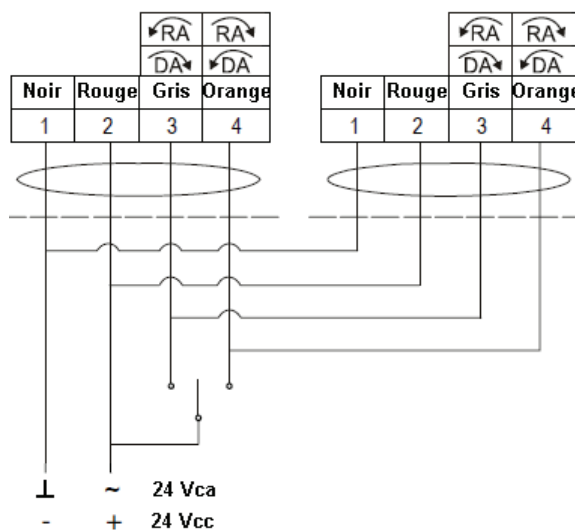 RA RA RA RA
DA DA DA DA
Noir Rouge Gris Orange Noir Rouge Gris Orange
1 2 3 4 1 2 3 4
⊥ ~ 24 Vca
- + 24 Vcc